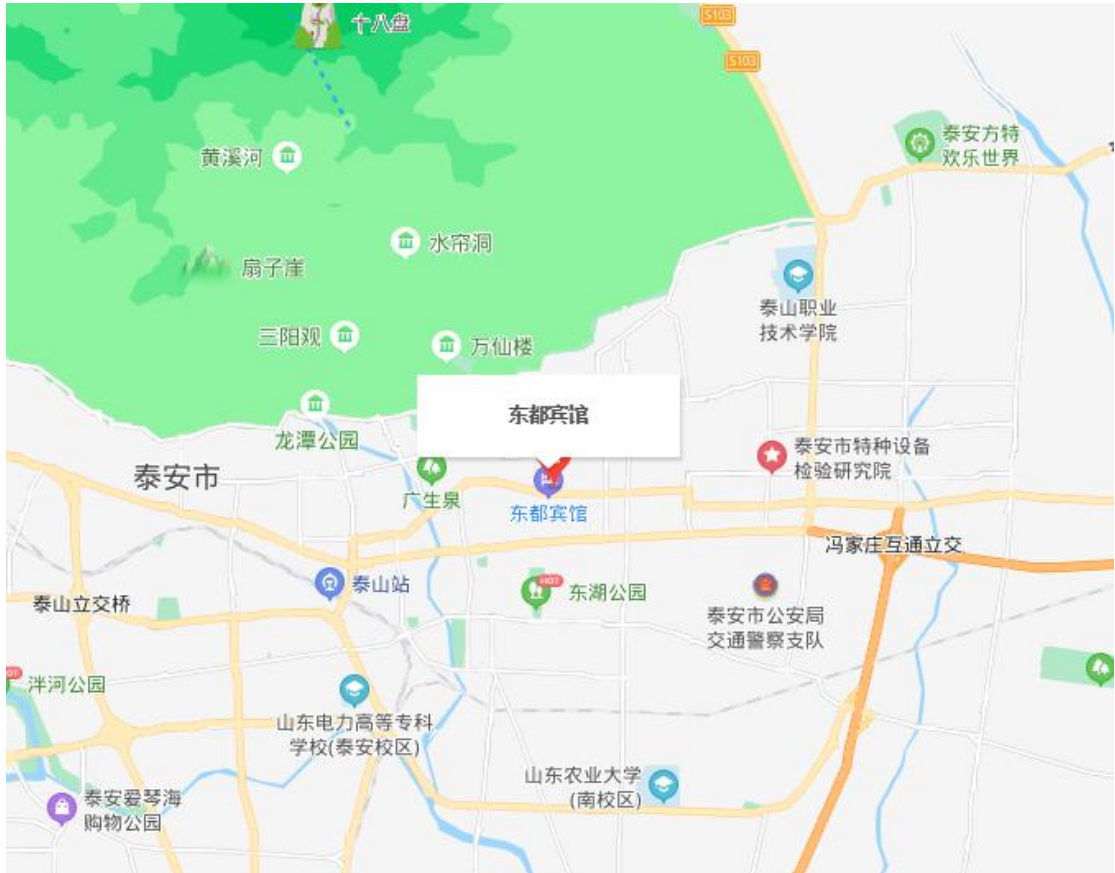 S103
十八盘
S103
泰安方特
欢乐世界
黄溪河
水帘洞
扇子崖
泰山职业
技术学院
三阳观
万仙楼
东都宾馆
龙潭公园
泰安市特种设备
检验研究院
泰安市
广生泉
东都宾馆
冯家庄互通立交
泰山站
HOT
东湖公园
泰山立交桥
泰安市公安局
交通警察支队
HOT
泮河公园
山东电力高等专科
学校(泰安校区)
山东农业大学
(南校区)
泰安爱琴海
购物公园